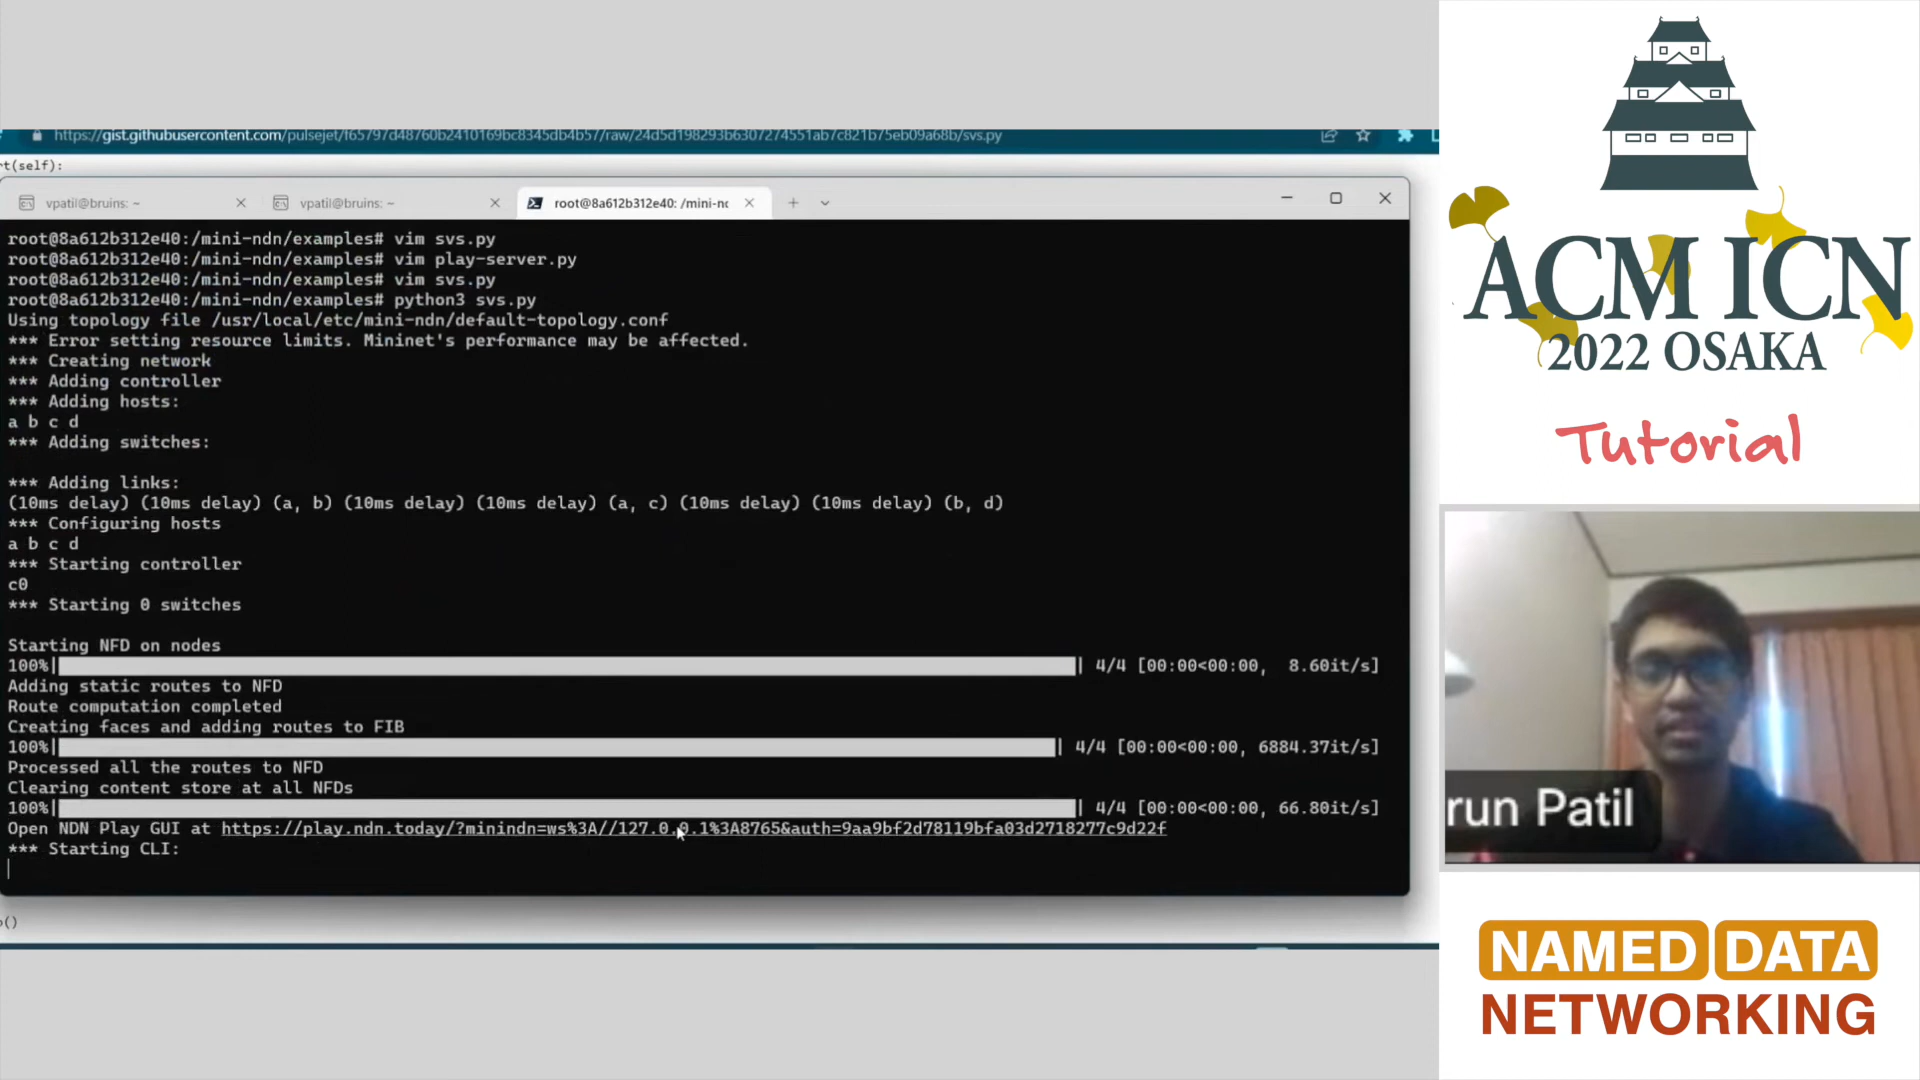 https://gist.githubusercontent.com/pulsejet/f65797d48760b2410169bc8345db4b57/raw/24d5d198293b6307274551ab7c821b75eb09a68b/svs.py
rt(self):
vpatil@bruins: ~
vpatil@bruins: ~
root@8a612b312e40: /mini-nc
root@8a612b312e40:/mini-ndn/examples# vim svs.py
root@8a612b312e40:/mini-ndn/examples# vim play-server.py
root@8a612b312e40:/mini-ndn/examples# vim svs.py
root@8a612b312e40:/mini-ndn/examples# python3 svs.py
Using topology file /usr/local/etc/mini-ndn/default-topology.conf
*** Error setting resource limits. Mininet's performance may be affected.
*** Creating network
*** Adding controller
*** Adding hosts:
a b c d
*** Adding switches:
*** Adding links:
(10ms delay) (10ms delay) (a, b) (10ms delay) (10ms delay) (a, c) (10ms delay) (10ms delay) (b, d)
*** Configuring hosts
a b c d
*** Starting controller
c0
*** Starting 0 switches
Starting NFD on nodes
100%| | 4/4 [00:00<00:00, 8.60it/s]
Adding static routes to NFD
Route computation completed
Creating faces and adding routes to FIB
100%| | 4/4 [00:00<00:00, 6884.37it/s]
Processed all the routes to NFD
Clearing content store at all NFDs
100%| | 4/4 [00:00<00:00, 66.80it/s]
Open NDN Play GUI at https://play.ndn.today/?minindn=ws%3A//127.0.0.1%3A8765&auth=9aa9bf2d78119bfa03d2718277c9d22f
*** Starting CLI:
o()
ACM ICN
2022 OSAKA
Tutorial
run Patil
NAMED DATA
NETWORKING